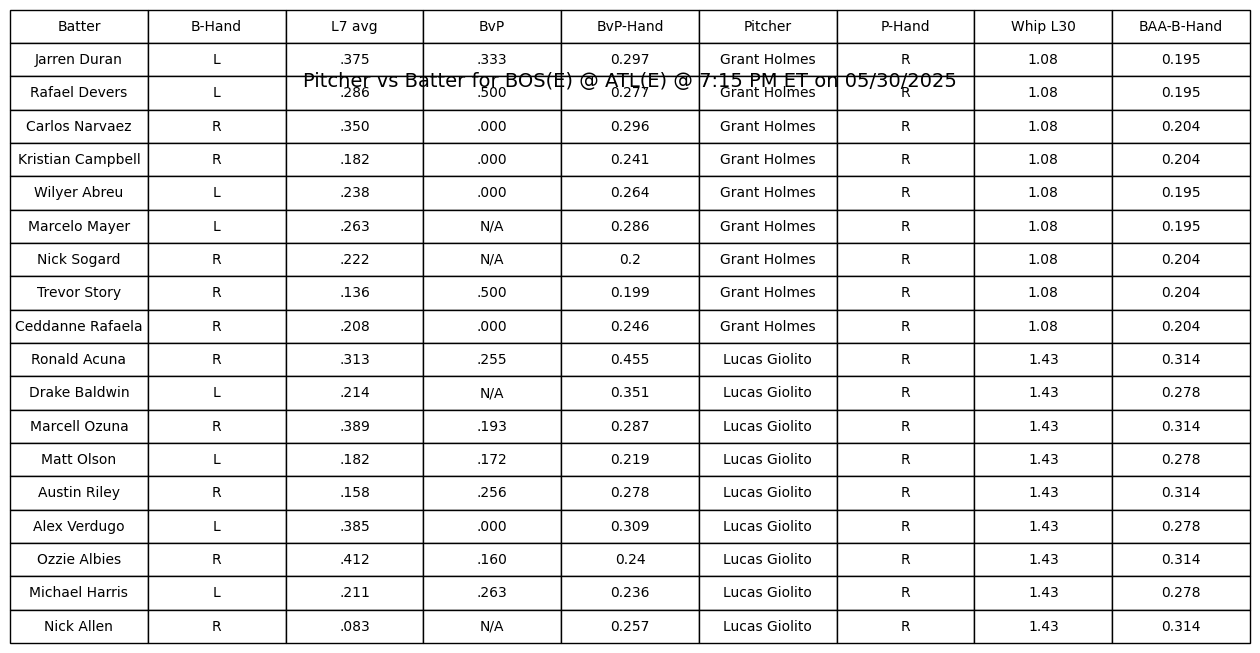 Batter B-Hand L7 avg BvP BvP-Hand Pitcher P-Hand Whip L30 BAA-B-Hand
Jarren Duran L .375 .333 0.297 Grant Holmes R 1.08 0.195
Pitcher vs Batter for BOS(E) @ ATL(E) @ 7:15 PM ET on 05/30/2025
Rafael Devers L .286 .500 0.277 Grant Holmes R 1.08 0.195
Carlos Narvaez R .350 .000 0.296 Grant Holmes R 1.08 0.204
Kristian Campbell R .182 .000 0.241 Grant Holmes R 1.08 0.204
Wilyer Abreu L .238 .000 0.264 Grant Holmes R 1.08 0.195
Marcelo Mayer L .263 N/A 0.286 Grant Holmes R 1.08 0.195
Nick Sogard R .222 N/A 0.2 Grant Holmes R 1.08 0.204
Trevor Story R .136 .500 0.199 Grant Holmes R 1.08 0.204
Ceddanne Rafaela R .208 .000 0.246 Grant Holmes R 1.08 0.204
Ronald Acuna R .313 .255 0.455 Lucas Giolito R 1.43 0.314
Drake Baldwin L .214 N/A 0.351 Lucas Giolito R 1.43 0.278
Marcell Ozuna R .389 .193 0.287 Lucas Giolito R 1.43 0.314
Matt Olson L .182 .172 0.219 Lucas Giolito R 1.43 0.278
Austin Riley R .158 .256 0.278 Lucas Giolito R 1.43 0.314
Alex Verdugo L .385 .000 0.309 Lucas Giolito R 1.43 0.278
Ozzie Albies R .412 .160 0.24 Lucas Giolito R 1.43 0.314
Michael Harris L .211 .263 0.236 Lucas Giolito R 1.43 0.278
Nick Allen R .083 N/A 0.257 Lucas Giolito R 1.43 0.314